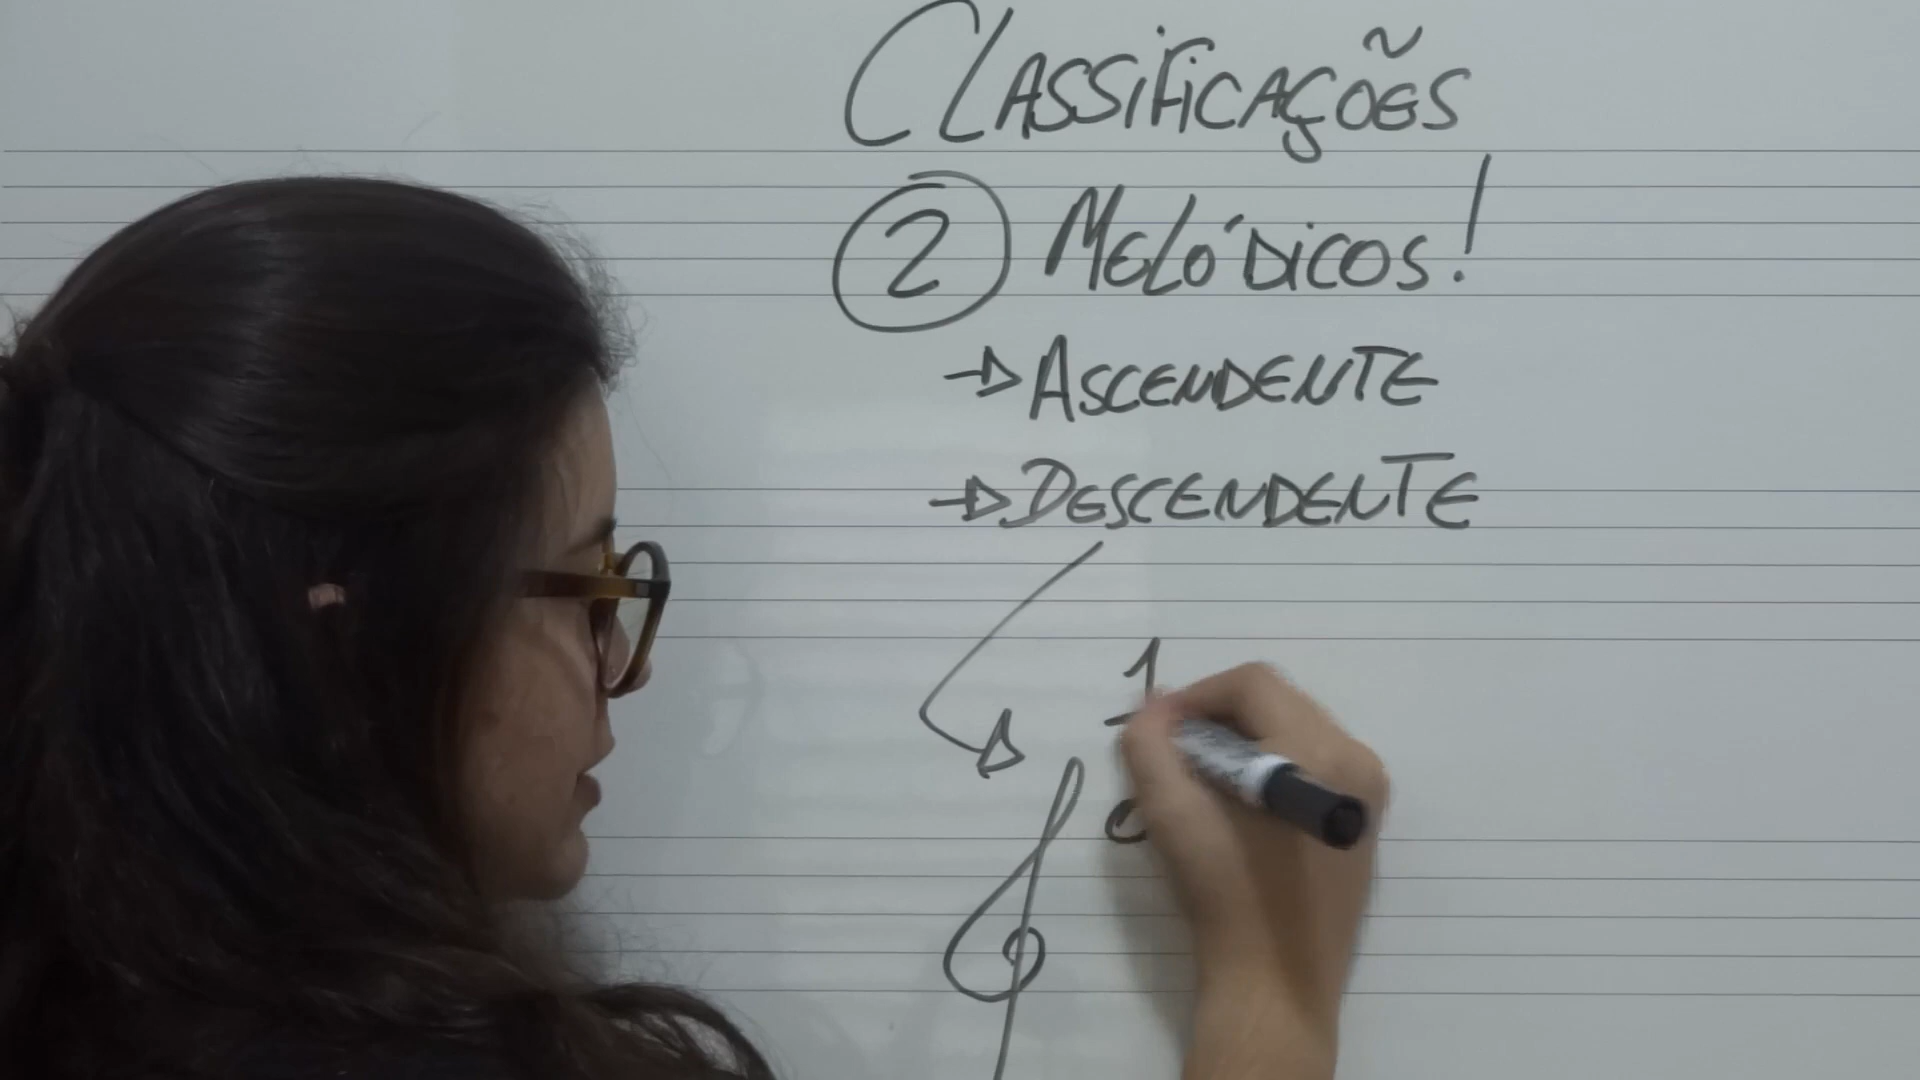 CLASSIFICAÇÕES
2 MELÓDICOS!
→ ASCENDENTE
→ DESCENDENTE
1